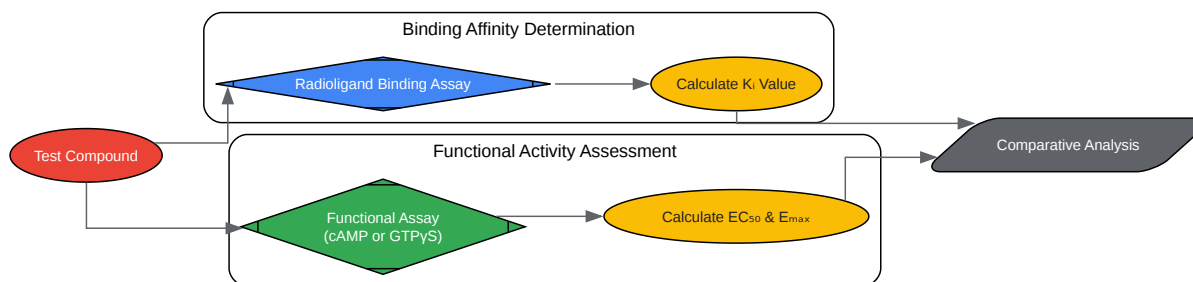 Binding Affinity Determination
Radioligand Binding Assay
Calculate Kᵢ Value
Test Compound
Comparative Analysis
Functional Activity Assessment
Functional Assay
(cAMP or GTPγS)
Calculate EC₅₀ & Eₘₐₓ